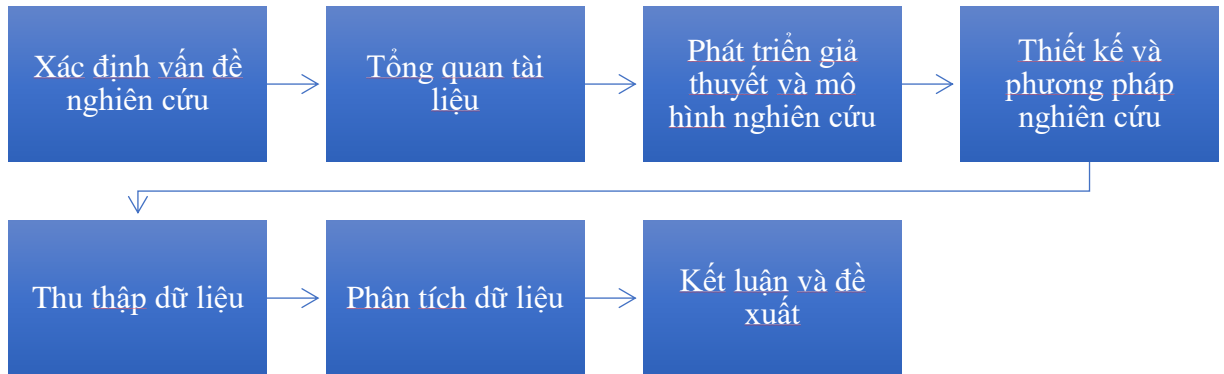 Xác định vấn đề
nghiên cứu
Tổng quan tài
liệu
Phát triển giả
thuyết và mô
hình nghiên cứu
Thiết kế và
phương pháp
nghiên cứu
Thu thập dữ liệu
Phân tích dữ liệu
Kết luận và đề
xuất